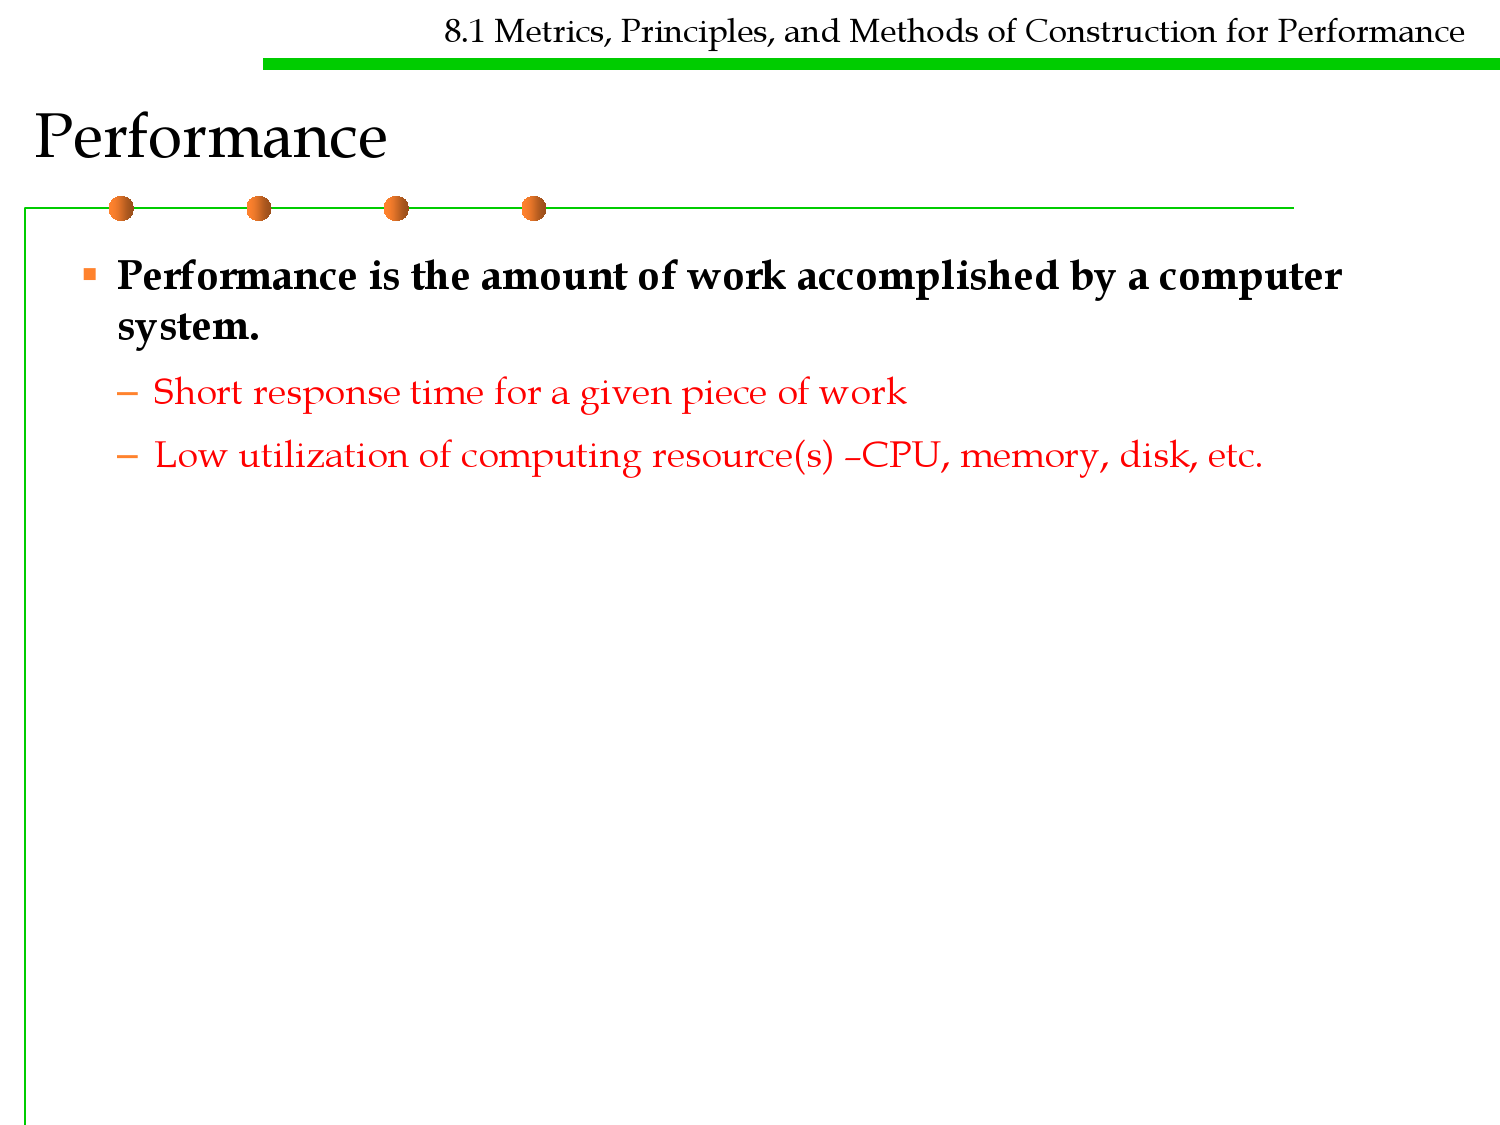 8.1 Metrics, Principles, and Methods of Construction for Performance
Performance
▪ Performance is the amount of work accomplished by a computer
system.
– Short response time for a given piece of work
– Low utilization of computing resource(s) –CPU, memory, disk, etc.